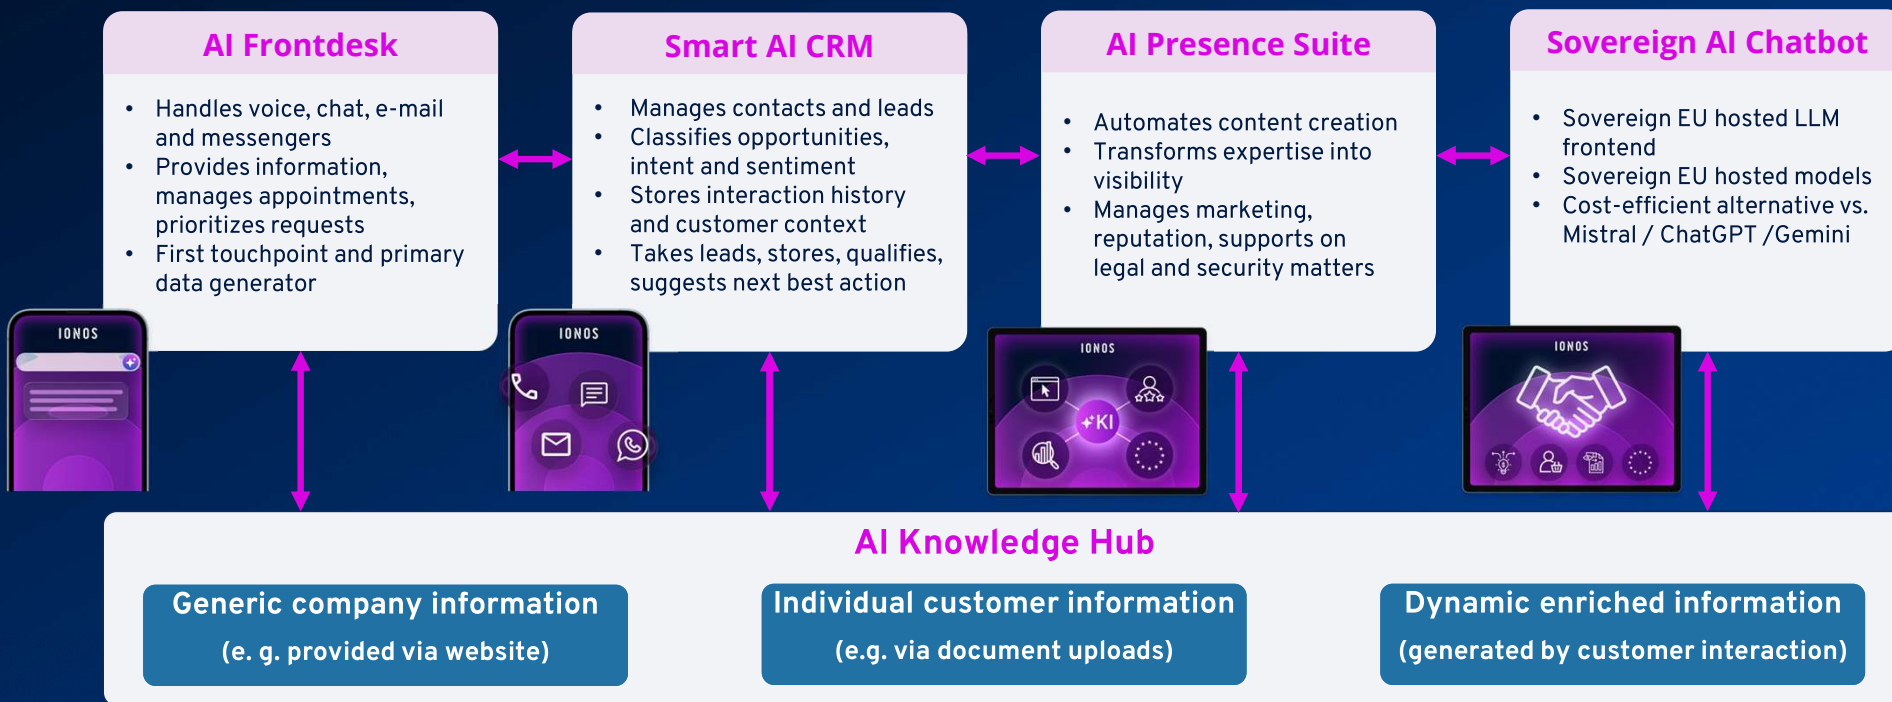 AI Frontdesk
• Handles voice, chat, e-mail
and messengers
• Provides information,
manages appointments,
prioritizes requests
• First touchpoint and primary
data generator
Smart AI CRM
• Manages contacts and leads
• Classifies opportunities,
intent and sentiment
• Stores interaction history
and customer context
• Takes leads, stores, qualifies,
suggests next best action
AI Presence Suite
• Automates content creation
• Transforms expertise into
visibility
• Manages marketing,
reputation, supports on
legal and security matters
Sovereign AI Chatbot
• Sovereign EU hosted LLM
frontend
• Sovereign EU hosted models
• Cost-efficient alternative vs.
Mistral / ChatGPT /Gemini
IONOS
IONOS
IONOS
KI
IONOS
AI Knowledge Hub
Generic company information
(e. g. provided via website)
Individual customer information
(e.g. via document uploads)
Dynamic enriched information
(generated by customer interaction)